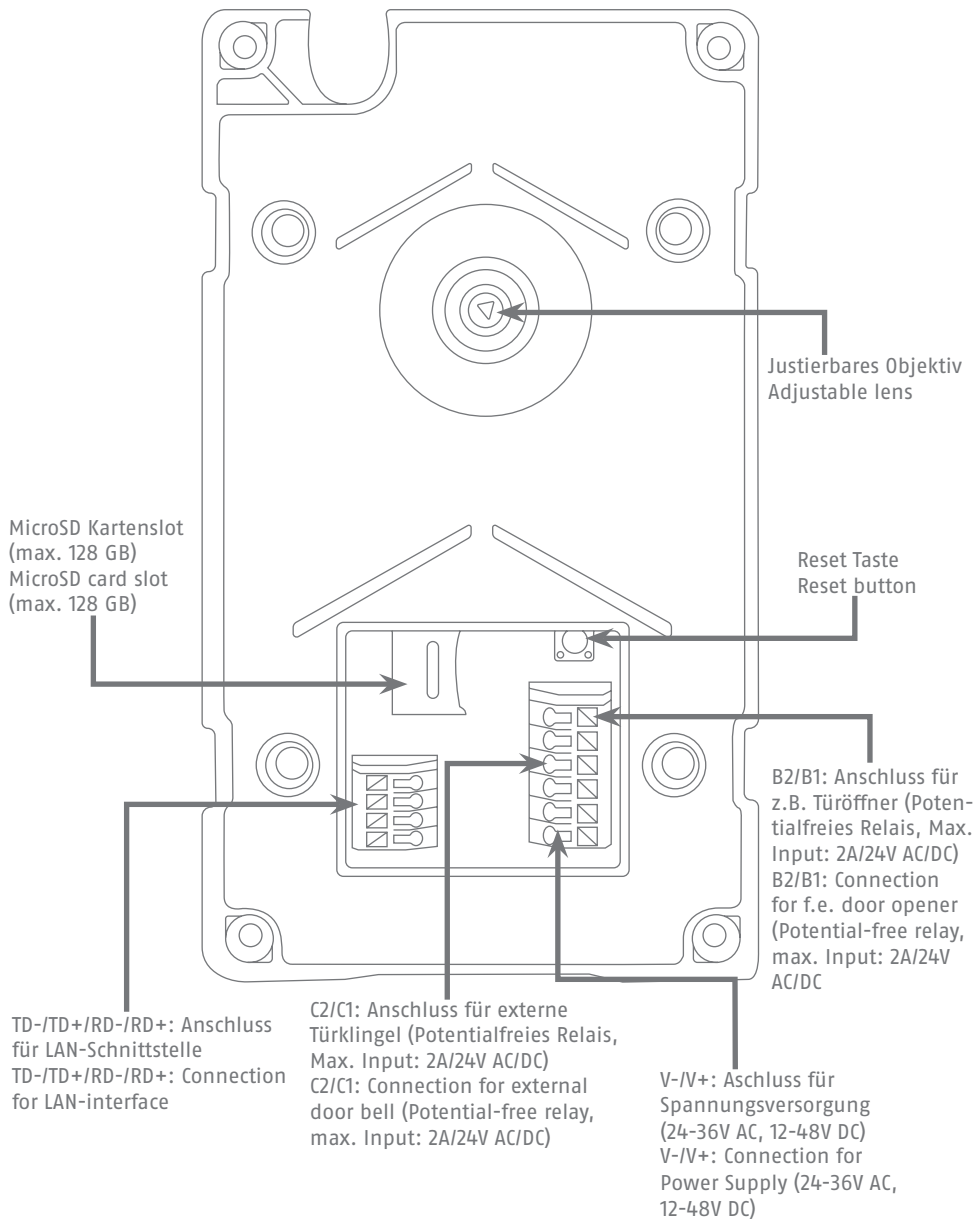 Justierbares Objektiv
Adjustable lens
MicroSD Kartenslot
(max. 128 GB)
MicroSD card slot
(max. 128 GB)
Reset Taste
Reset button
B2/B1: Anschluss für
z.B. Türöffner (Poten-
tialfreies Relais, Max.
Input: 2A/24V AC/DC)
B2/B1: Connection
for f.e. door opener
(Potential-free relay,
max. Input: 2A/24V
AC/DC
TD-/TD+/RD-/RD+: Anschluss
für LAN-Schnittstelle
TD-/TD+/RD-/RD+: Connection
for LAN-interface
C2/C1: Anschluss für externe
Türklingel (Potentialfreies Relais,
Max. Input: 2A/24V AC/DC)
C2/C1: Connection for external
door bell (Potential-free relay,
max. Input: 2A/24V AC/DC)
V-/V+: Aschluss für
Spannungsversorgung
(24-36V AC, 12-48V DC)
V-/V+: Connection for
Power Supply (24-36V AC,
12-48V DC)